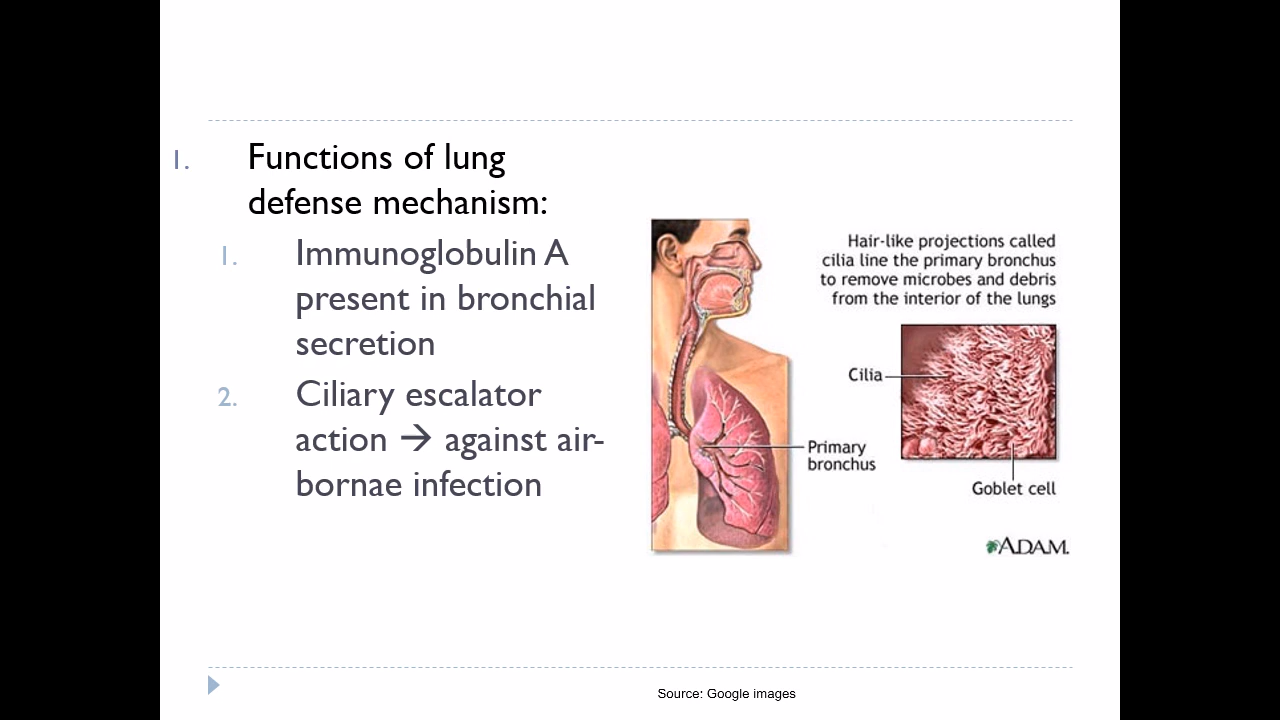 1. Functions of lung
defense mechanism:
1. Immunoglobulin A
present in bronchial
secretion
2. Ciliary escalator
action → against air-
bornae infection
Hair-like projections called
cilia line the primary bronchus
to remove microbes and debris
from the interior of the lungs
Cilia
Primary
bronchus
Goblet cell
ADAM.
Source: Google images